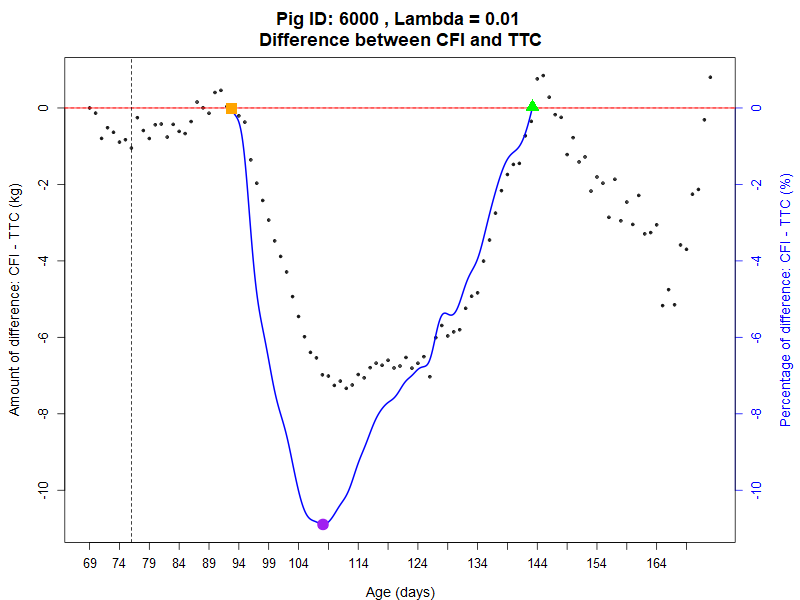 Pig ID: 6000 , Lambda = 0.01
Difference between CFI and TTC
Amount of difference: CFI - TTC (kg)
0
-2
-4
-6
-8
-10
0
-2
-4
-6
-8
-10
Percentage of difference: CFI - TTC (%)
69 74 79 84 89 94 99 104 114 124 134 144 154 164
Age (days)